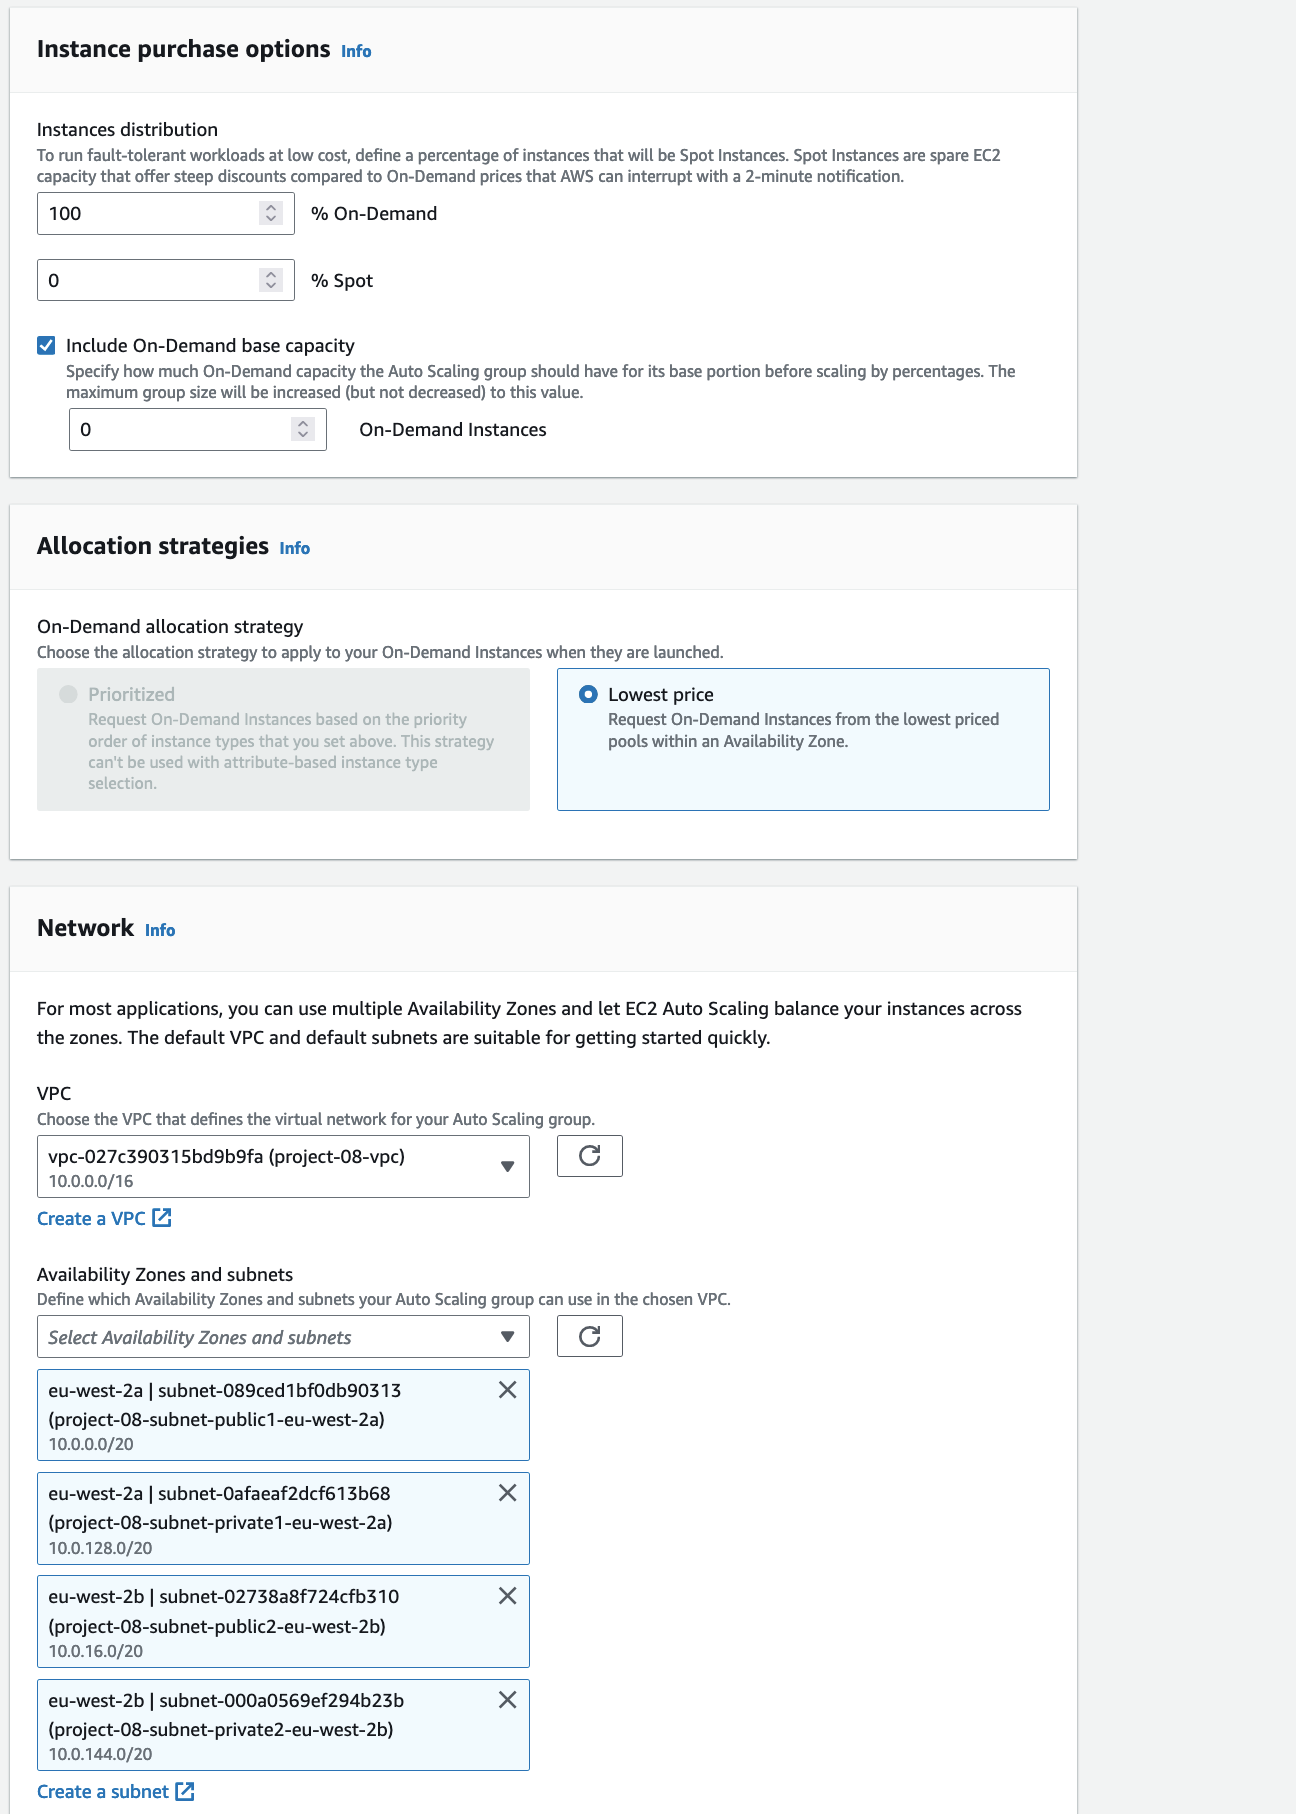 Instance purchase options Info
Instances distribution
To run fault-tolerant workloads at low cost, define a percentage of instances that will be Spot Instances. Spot Instances are spare EC2
capacity that offer steep discounts compared to On-Demand prices that AWS can interrupt with a 2-minute notification.
100 % On-Demand
0 % Spot
Include On-Demand base capacity
Specify how much On-Demand capacity the Auto Scaling group should have for its base portion before scaling by percentages. The
maximum group size will be increased (but not decreased) to this value.
0 On-Demand Instances
Allocation strategies Info
On-Demand allocation strategy
Choose the allocation strategy to apply to your On-Demand Instances when they are launched.
Prioritized
Request On-Demand Instances based on the priority
order of instance types that you set above. This strategy
can't be used with attribute-based instance type
selection.
Lowest price
Request On-Demand Instances from the lowest priced
pools within an Availability Zone.
Network Info
For most applications, you can use multiple Availability Zones and let EC2 Auto Scaling balance your instances across
the zones. The default VPC and default subnets are suitable for getting started quickly.
VPC
Choose the VPC that defines the virtual network for your Auto Scaling group.
vpc-027c390315bd9b9fa (project-08-vpc)
10.0.0.0/16
Create a VPC
Availability Zones and subnets
Define which Availability Zones and subnets your Auto Scaling group can use in the chosen VPC.
Select Availability Zones and subnets
eu-west-2a | subnet-089ced1bf0db90313
(project-08-subnet-public1-eu-west-2a)
10.0.0.0/20
eu-west-2a | subnet-0afaeaf2dcf613b68
(project-08-subnet-private1-eu-west-2a)
10.0.128.0/20
eu-west-2b | subnet-02738a8f724cfb310
(project-08-subnet-public2-eu-west-2b)
10.0.16.0/20
eu-west-2b | subnet-000a0569ef294b23b
(project-08-subnet-private2-eu-west-2b)
10.0.144.0/20
Create a subnet